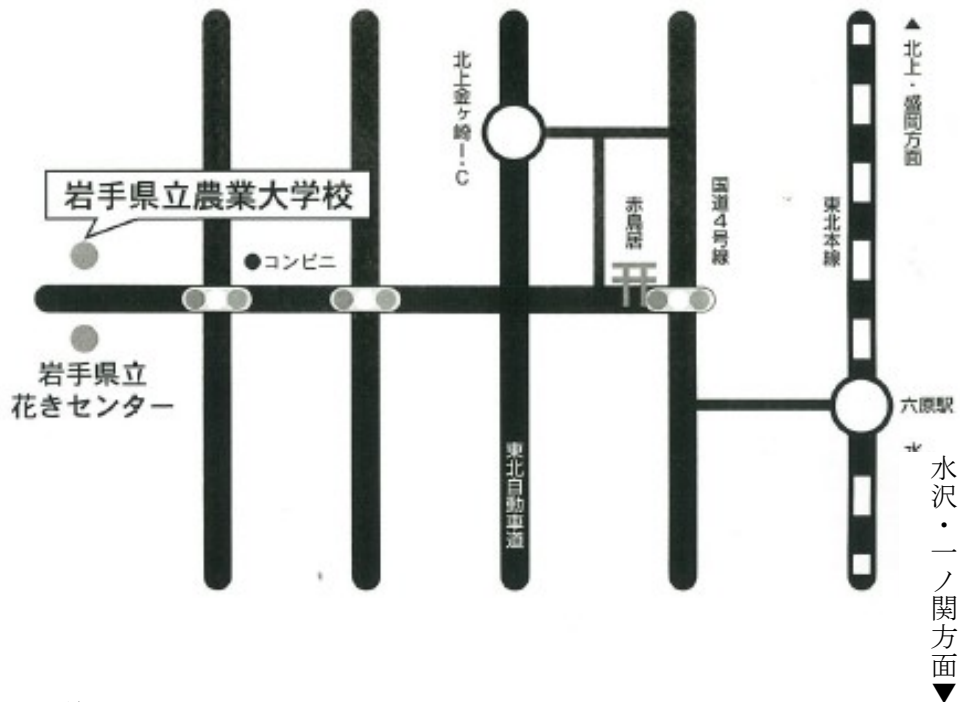 ▲北上・盛岡方面
北上金ヶ崎I・C
岩手県立農業大学校
国道4号線
赤鳥居
東北本線
●コンビニ
岩手県立
花きセンター
六原駅
水
東北自動車道
水沢・一ノ関方面▼